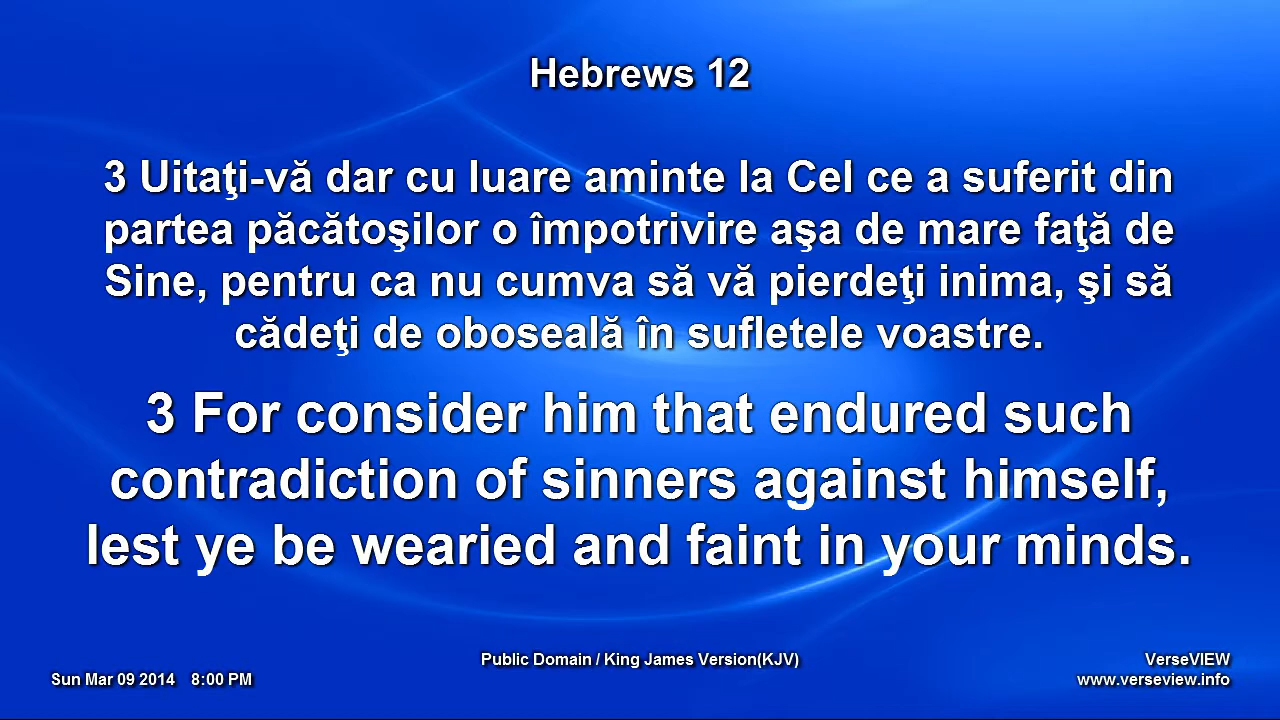 Hebrews 12
3 Uitaţi-vă dar cu luare aminte la Cel ce a suferit din
partea păcătoşilor o împotrivire aşa de mare faţă de
Sine, pentru ca nu cumva să vă pierdeţi inima, şi să
cădeţi de oboseală în sufletele voastre.
3 For consider him that endured such
contradiction of sinners against himself,
lest ye be wearied and faint in your minds.
Public Domain / King James Version(KJV)
VerseVIEW
Sun Mar 09 2014 8:00 PM
www.verseview.info